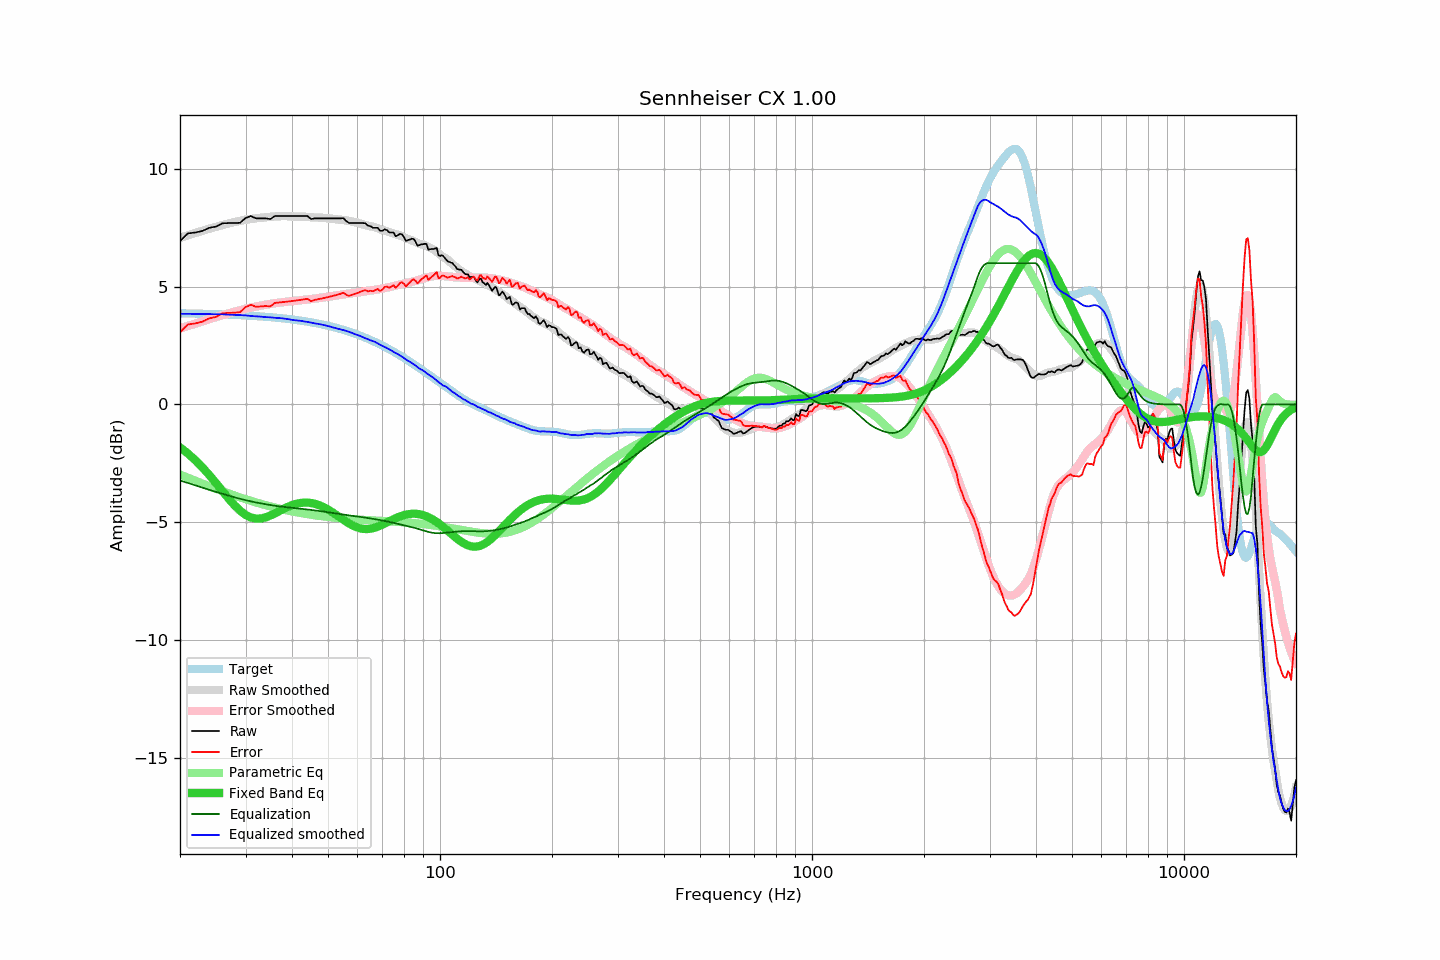 Sennheiser CX 1.00
Amplitude (dBr)
10
5
0
−5
−10
−15
Target
Raw Smoothed
Error Smoothed
Raw
Error
Parametric Eq
Fixed Band Eq
Equalization
Equalized smoothed
100
1000
10000
Frequency (Hz)